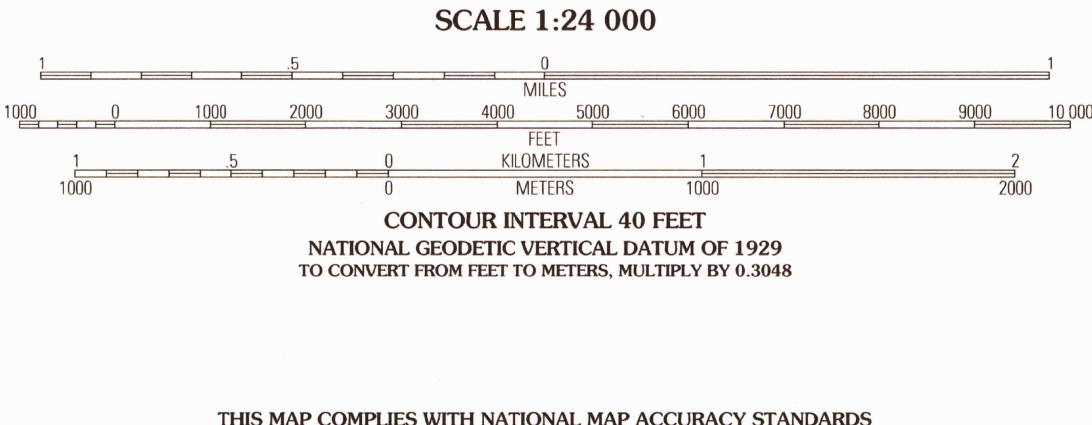 SCALE 1:24 000
1 .5 0 1
MILES
1000 0 1000 2000 3000 4000 5000 6000 7000 8000 9000 10 000
FEET
1 .5 0 KILOMETERS 1 2
1000 0 METERS 1000 2000
CONTOUR INTERVAL 40 FEET
NATIONAL GEODETIC VERTICAL DATUM OF 1929
TO CONVERT FROM FEET TO METERS, MULTIPLY BY 0.3048
THIS MAP COMPLIES WITH NATIONAL MAP ACCURACY STANDARDS